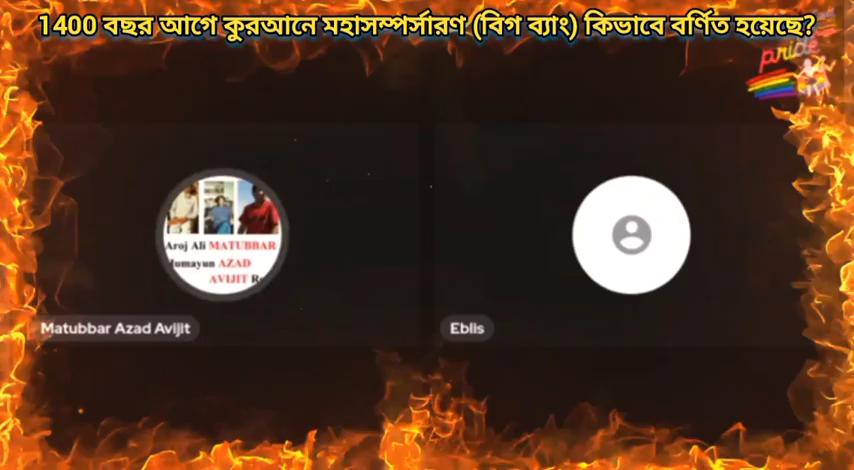 1400 বছর আগে কুরআনে মহাসম্পর্সারণ (বিগ ব্যাং) কিভাবে বর্ণিত হয়েছে?
pride
Aroj Ali MATUBBAR
Humayun AZAD
AVIJIT
Matubbar Azad Avijit
Eblis